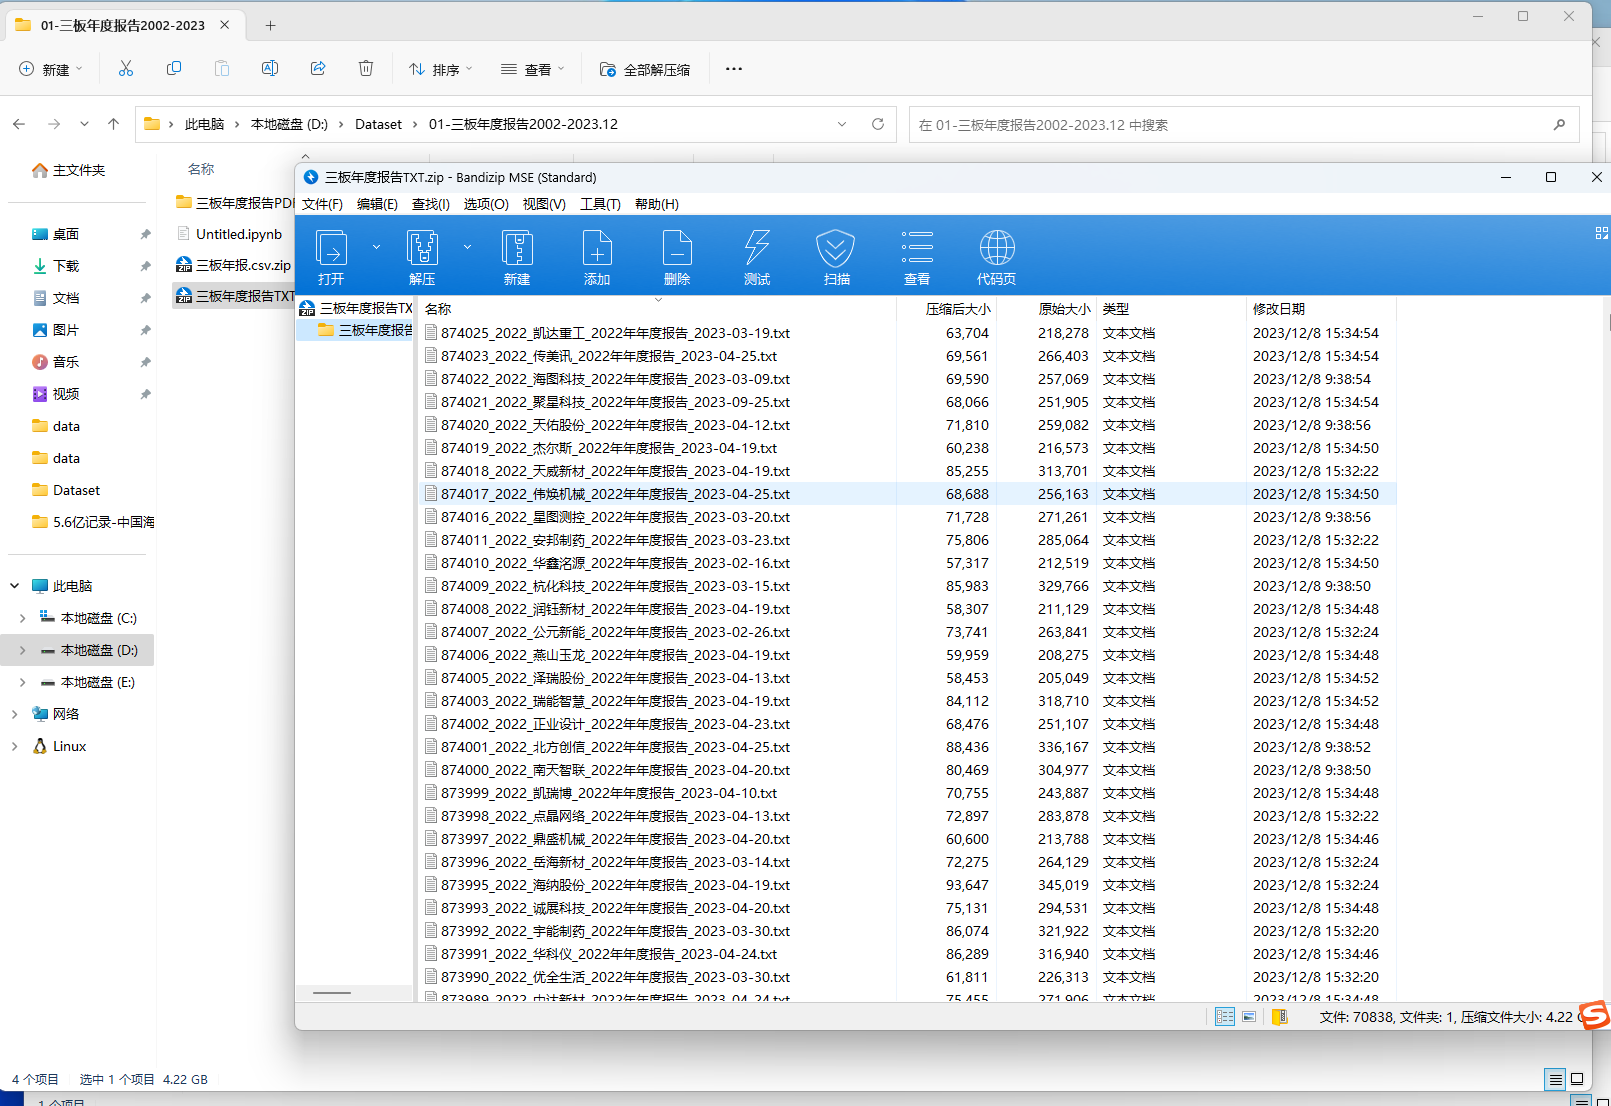 01-三板年度报告2002-2023
新建
排序
查看
全部解压缩
此电脑 > 本地磁盘 (D:) > Dataset > 01-三板年度报告2002-2023.12
在 01-三板年度报告2002-2023.12 中搜索
主文件夹
桌面
下载
文档
图片
音乐
视频
data
data
Dataset
5.6亿记录-中国海
此电脑
本地磁盘 (C:)
本地磁盘 (D:)
本地磁盘 (E:)
网络
Linux
名称
三板年度报告PDF
Untitled.ipynb
三板年报.csv.zip
三板年度报告TXT
三板年度报告TXT.zip - Bandizip MSE (Standard)
文件(F) 编辑(E) 查找(I) 选项(O) 视图(V) 工具(T) 帮助(H)
打开 解压 新建 添加 删除 测试 扫描 查看 代码页
三板年度报告TX
三板年度报告
名称 压缩后大小 原始大小 类型 修改日期
874025_2022_凯达重工_2022年年度报告_2023-03-19.txt 63,704 218,278 文本文档 2023/12/8 15:34:54
874023_2022_传美讯_2022年年度报告_2023-04-25.txt 69,561 266,403 文本文档 2023/12/8 15:34:54
874022_2022_海图科技_2022年年度报告_2023-03-09.txt 69,590 257,069 文本文档 2023/12/8 9:38:54
874021_2022_聚星科技_2022年年度报告_2023-09-25.txt 68,066 251,905 文本文档 2023/12/8 15:34:54
874020_2022_天佑股份_2022年年度报告_2023-04-12.txt 71,810 259,082 文本文档 2023/12/8 9:38:56
874019_2022_杰尔斯_2022年年度报告_2023-04-19.txt 60,238 216,573 文本文档 2023/12/8 15:34:50
874018_2022_天威新材_2022年年度报告_2023-04-19.txt 85,255 313,701 文本文档 2023/12/8 15:32:22
874017_2022_伟焕机械_2022年年度报告_2023-04-25.txt 68,688 256,163 文本文档 2023/12/8 15:34:50
874016_2022_星图测控_2022年年度报告_2023-03-20.txt 71,728 271,261 文本文档 2023/12/8 9:38:56
874011_2022_安邦制药_2022年年度报告_2023-03-23.txt 75,806 285,064 文本文档 2023/12/8 15:32:22
874010_2022_华鑫洺源_2022年年度报告_2023-02-16.txt 57,317 212,519 文本文档 2023/12/8 15:34:50
874009_2022_杭化科技_2022年年度报告_2023-03-15.txt 85,983 329,766 文本文档 2023/12/8 9:38:50
874008_2022_润钰新材_2022年年度报告_2023-04-19.txt 58,307 211,129 文本文档 2023/12/8 15:34:48
874007_2022_公元新能_2022年年度报告_2023-02-26.txt 73,741 263,841 文本文档 2023/12/8 15:32:24
874006_2022_燕山玉龙_2022年年度报告_2023-04-19.txt 59,959 208,275 文本文档 2023/12/8 15:34:48
874005_2022_泽瑞股份_2022年年度报告_2023-04-13.txt 58,453 205,049 文本文档 2023/12/8 15:34:52
874003_2022_瑞能智慧_2022年年度报告_2023-04-19.txt 84,112 318,710 文本文档 2023/12/8 15:34:52
874002_2022_正业设计_2022年年度报告_2023-04-23.txt 68,476 251,107 文本文档 2023/12/8 15:34:48
874001_2022_北方创信_2022年年度报告_2023-04-25.txt 88,436 336,167 文本文档 2023/12/8 9:38:52
874000_2022_南天智联_2022年年度报告_2023-04-20.txt 80,469 304,977 文本文档 2023/12/8 9:38:50
873999_2022_凯瑞博_2022年年度报告_2023-04-10.txt 70,755 243,887 文本文档 2023/12/8 15:34:48
873998_2022_点晶网络_2022年年度报告_2023-04-13.txt 72,897 283,878 文本文档 2023/12/8 15:32:22
873997_2022_鼎盛机械_2022年年度报告_2023-04-20.txt 60,600 213,788 文本文档 2023/12/8 15:34:46
873996_2022_岳海新材_2022年年度报告_2023-03-14.txt 72,275 264,129 文本文档 2023/12/8 15:32:24
873995_2022_海纳股份_2022年年度报告_2023-04-19.txt 93,647 345,019 文本文档 2023/12/8 15:32:24
873993_2022_诚展科技_2022年年度报告_2023-04-20.txt 75,131 294,531 文本文档 2023/12/8 15:34:48
873992_2022_宇能制药_2022年年度报告_2023-03-30.txt 86,074 321,922 文本文档 2023/12/8 15:32:20
873991_2022_华科仪_2022年年度报告_2023-04-24.txt 86,289 316,940 文本文档 2023/12/8 15:34:46
873990_2022_优全生活_2022年年度报告_2023-03-30.txt 61,811 226,313 文本文档 2023/12/8 15:32:20
873989_2022_中达新材_2022年年度报告_2023-04-24.txt 75,455 271,906 文本文档 2023/12/8 15:34:48
文件: 70838, 文件夹: 1, 压缩文件大小: 4.22
4 个项目 选中 1 个项目 4.22 GB
1 个项目